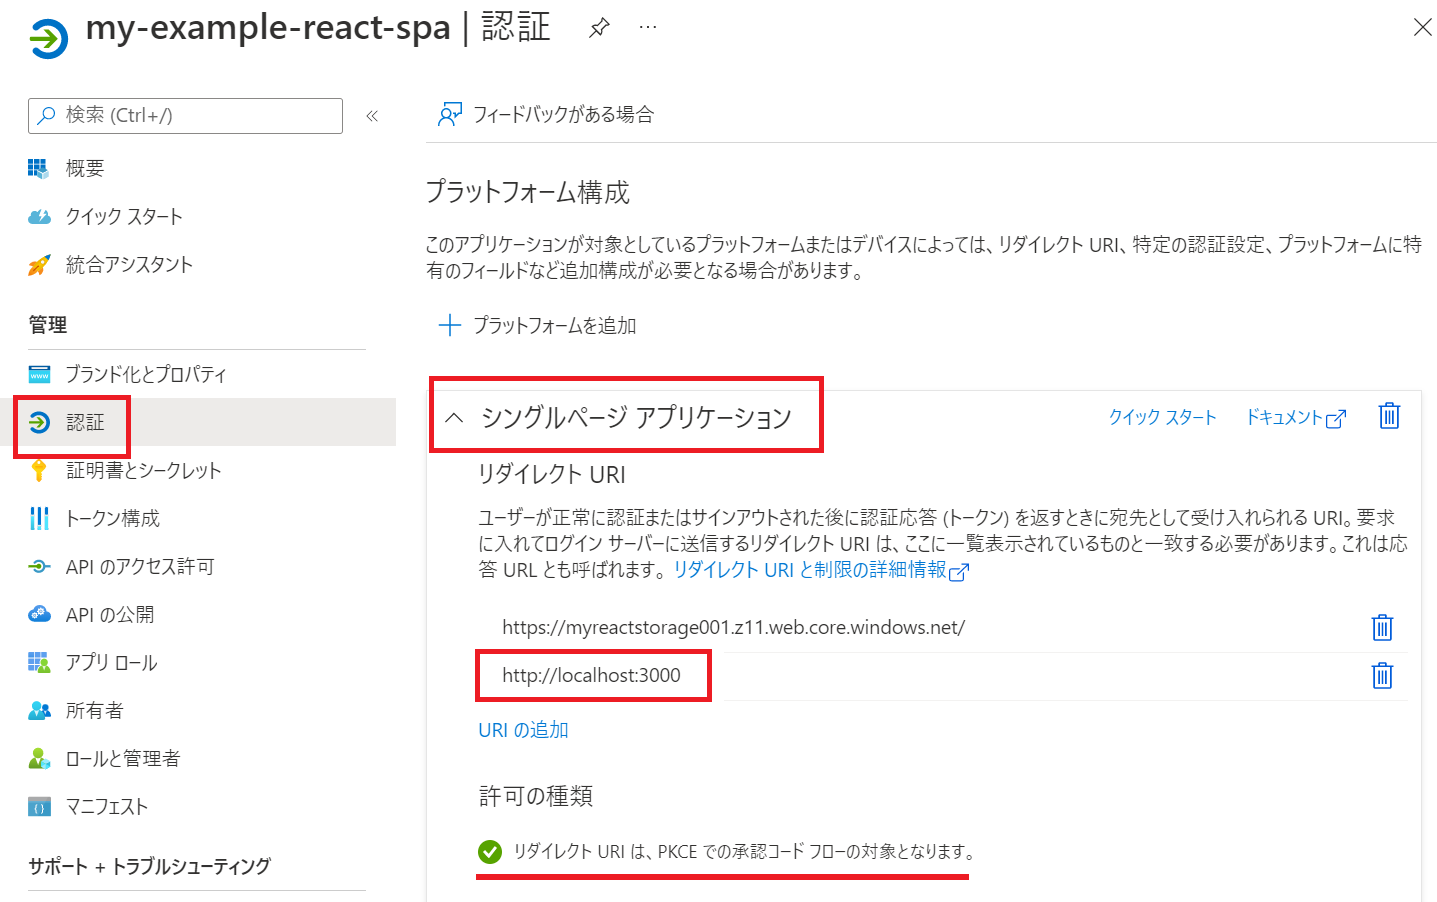 my-example-react-spa | 認証
検索 (Ctrl+/)
フィードバックがある場合
概要
クイック スタート
統合アシスタント
管理
ブランド化とプロパティ
認証
証明書とシークレット
トークン構成
API のアクセス許可
API の公開
アプリ ロール
所有者
ロールと管理者
マニフェスト
サポート + トラブルシューティング
プラットフォーム構成
このアプリケーションが対象としているプラットフォームまたはデバイスによっては、リダイレクト URI、特定の認証設定、プラットフォームに特
有のフィールドなど追加構成が必要となる場合があります。
プラットフォームを追加
シングルページ アプリケーション
クイック スタート
ドキュメント
リダイレクト URI
ユーザーが正常に認証またはサインアウトされた後に認証応答 (トークン) を返すときに宛先として受け入れられる URI。要求
に入れてログイン サーバーに送信するリダイレクト URI は、ここに一覧表示されているものと一致する必要があります。これは応
答 URL とも呼ばれます。 リダイレクト URI と制限の詳細情報
https://myreactstorage001.z11.web.core.windows.net/
http://localhost:3000
URI の追加
許可の種類
リダイレクト URI は、PKCE での承認コード フローの対象となります。